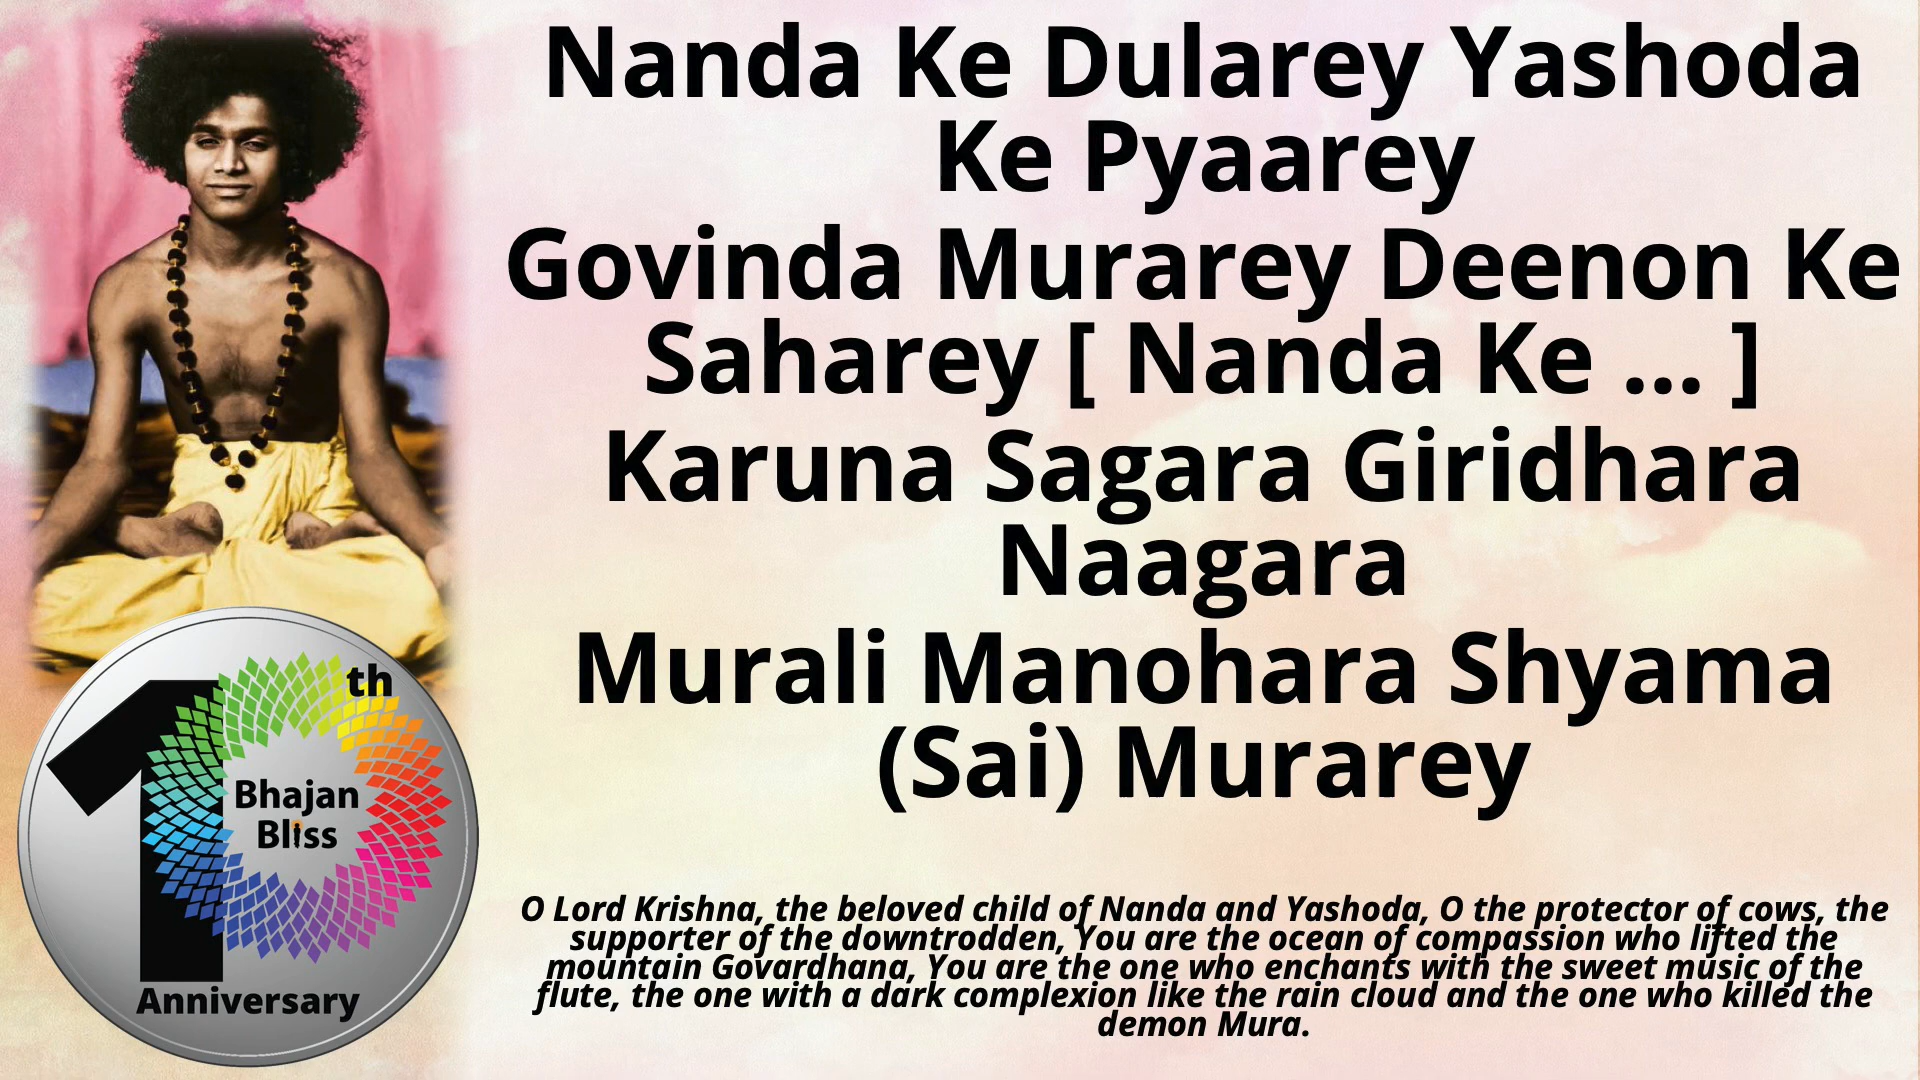 Nanda Ke Dularey Yashoda
Ke Pyaarey
Govinda Murarey Deenon Ke
Saharey [ Nanda Ke ... ]
Karuna Sagara Giridhara
Naagara
Murali Manohara Shyama
(Sai) Murarey
O Lord Krishna, the beloved child of Nanda and Yashoda, O the protector of cows, the
supporter of the downtrodden, You are the ocean of compassion who lifted the
mountain Govardhana, You are the one who enchants with the sweet music of the
flute, the one with a dark complexion like the rain cloud and the one who killed the
demon Mura.
10th
Bhajan
Bliss
Anniversary